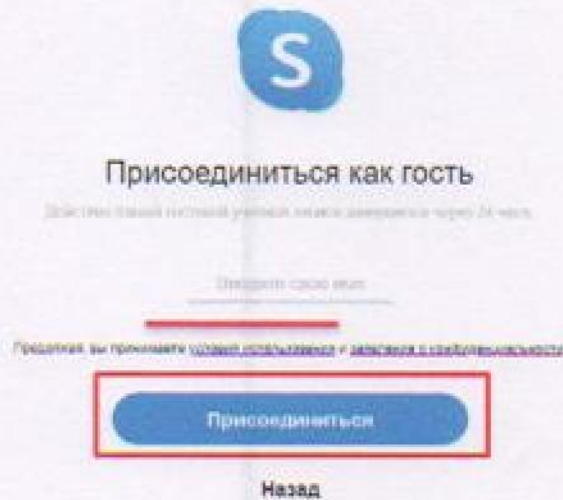 S
Присоединиться как гость
Действие вашей гостевой учетной записи завершится через 24 часа.
Введите свое имя
Продолжая, вы принимаете условия использования и заявление о конфиденциальности
Присоединиться
Назад